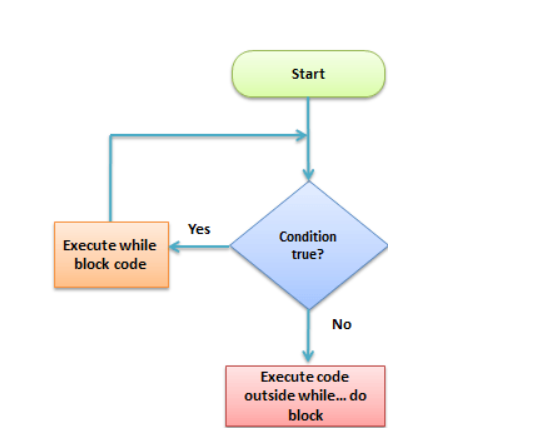 Start
Yes
Condition
true?
Execute while
block code
No
Execute code
outside while... do
block